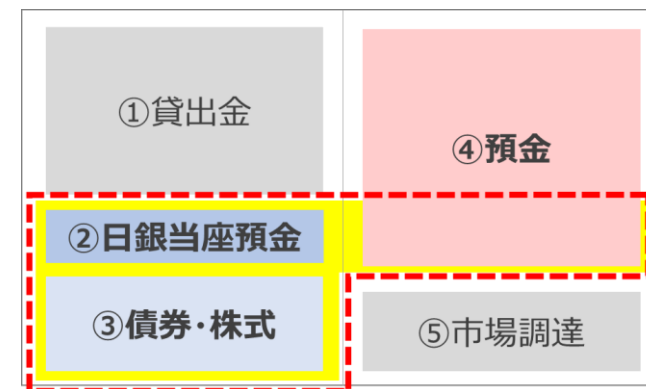 ①貸出金
④預金
②日銀当座預金
③債券・株式
⑤市場調達